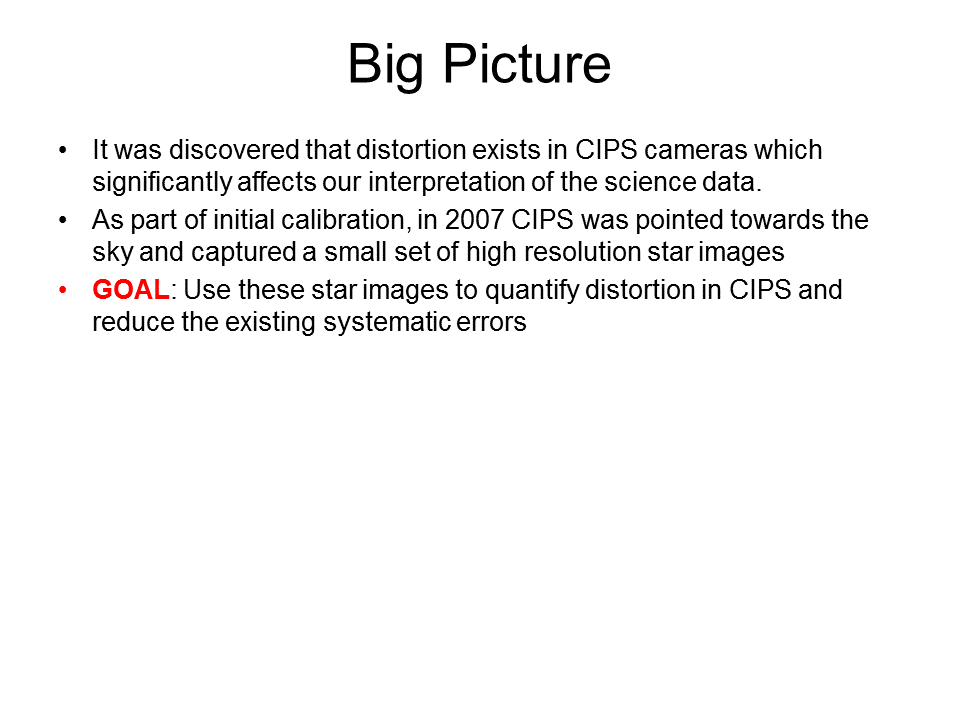 Big Picture
• It was discovered that distortion exists in CIPS cameras which
significantly affects our interpretation of the science data.
• As part of initial calibration, in 2007 CIPS was pointed towards the
sky and captured a small set of high resolution star images
• GOAL: Use these star images to quantify distortion in CIPS and
reduce the existing systematic errors